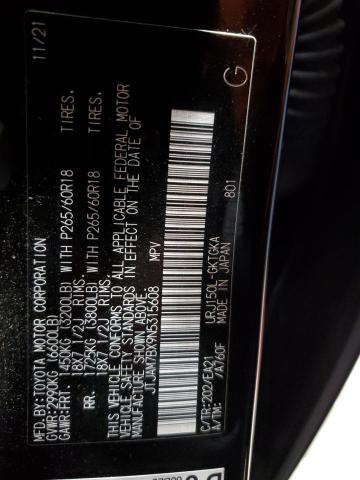 MFD.BY:TOYOTA MOTOR CORPORATION 11/21
GVWR:2990KG (6600LB)
GAWR:FRT. 1450KG (3200LB) WITH P265/60R18 TIRES.
18X7 1/2J RIMS.
RR. 1725KG (3800LB) WITH P265/60R18 TIRES.
18X7 1/2J RIMS.
THIS VEHICLE CONFORMS TO ALL APPLICABLE FEDERAL MOTOR
VEHICLE SAFETY STANDARDS IN EFFECT ON THE DATE OF
MANUFACTURE SHOWN ABOVE.
JTJAM7BX9N5315608 MPV
G
801
C/TR:202/EA21 URJ150L-GKTSKA
A/TM: /A760F MADE IN JAPAN